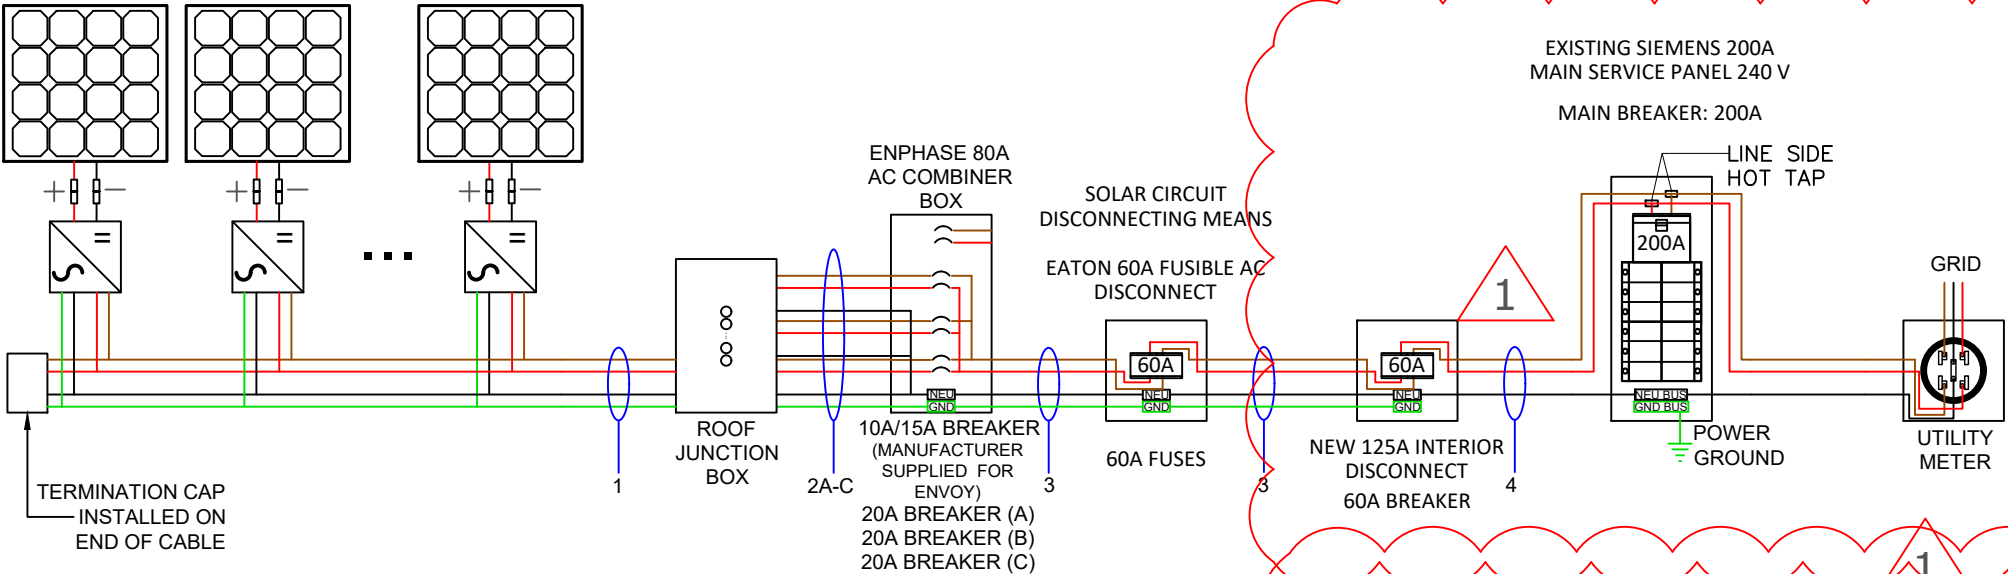 EXISTING SIEMENS 200A
MAIN SERVICE PANEL 240 V
MAIN BREAKER: 200A
LINE SIDE
HOT TAP
ENPHASE 80A
AC COMBINER
BOX
SOLAR CIRCUIT
DISCONNECTING MEANS
EATON 60A FUSIBLE AC
DISCONNECT
+ −
+ −
+ −
200A
1
GRID
60A
60A
NEU
GND
NEU
GND
NEU
GND
NEU BUS
GND BUS
ROOF
JUNCTION
BOX
10A/15A BREAKER
(MANUFACTURER
SUPPLIED FOR
ENVOY)
20A BREAKER (A)
20A BREAKER (B)
20A BREAKER (C)
60A FUSES
NEW 125A INTERIOR
DISCONNECT
60A BREAKER
POWER
GROUND
UTILITY
METER
1
2A-C
3
3
4
TERMINATION CAP
INSTALLED ON
END OF CABLE
1